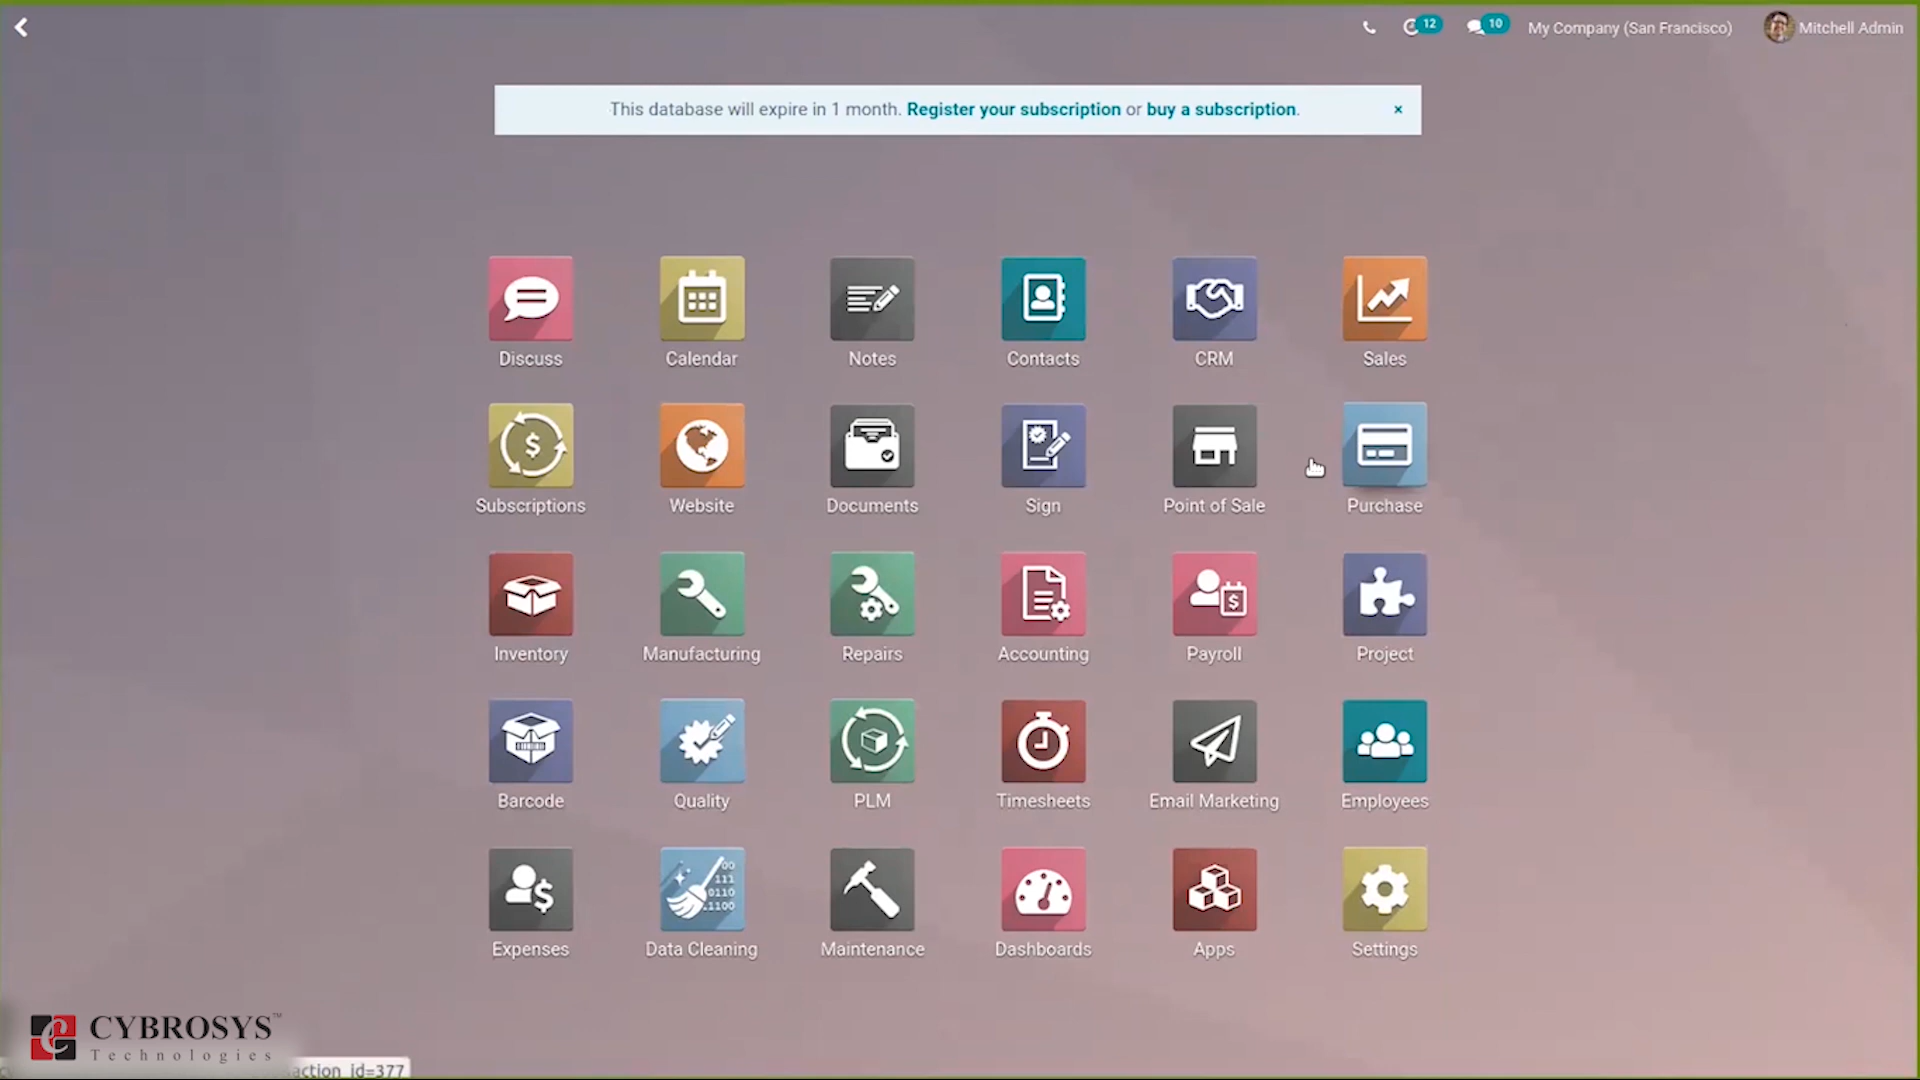 12
10
My Company (San Francisco)
Mitchell Admin
This database will expire in 1 month. Register your subscription or buy a subscription.
Discuss
Calendar
Notes
Contacts
CRM
Sales
Subscriptions
Website
Documents
Sign
Point of Sale
Purchase
Inventory
Manufacturing
Repairs
Accounting
Payroll
Project
Barcode
Quality
PLM
Timesheets
Email Marketing
Employees
Expenses
Data Cleaning
Maintenance
Dashboards
Apps
Settings
CYBROSYS™
Technologies
action_id=377